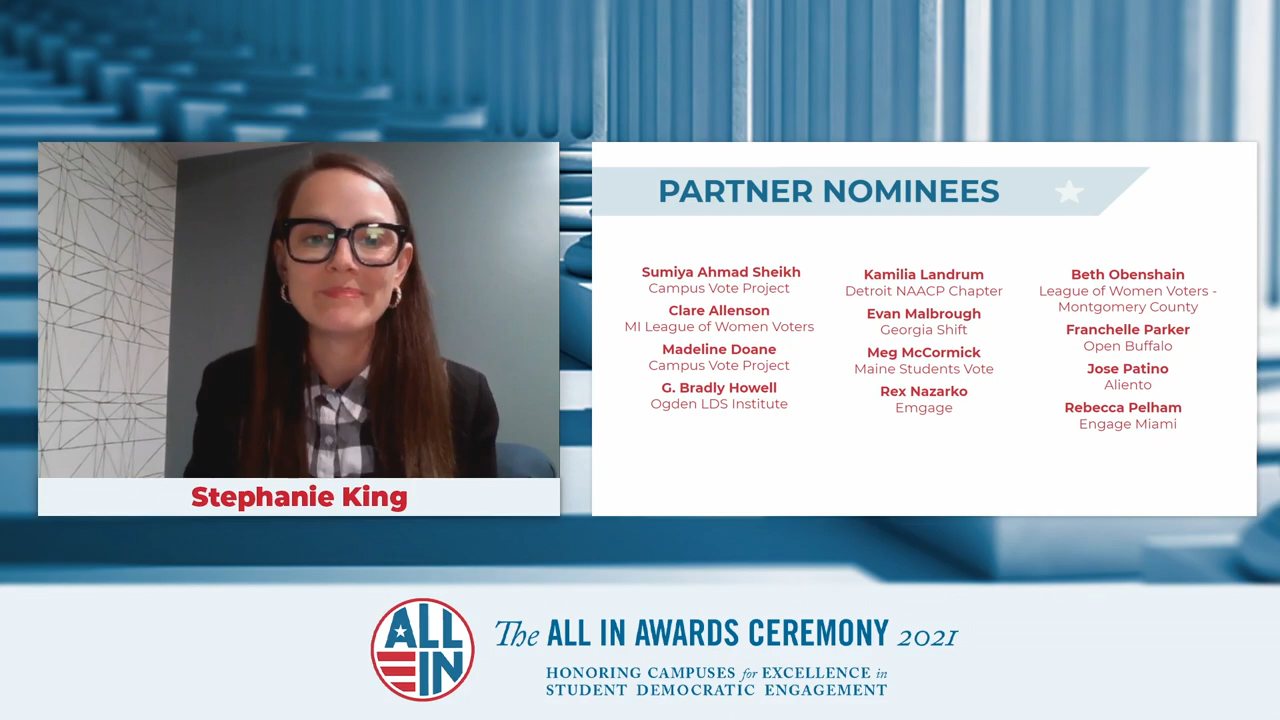 PARTNER NOMINEES
Sumiya Ahmad Sheikh
Campus Vote Project
Clare Allenson
MI League of Women Voters
Madeline Doane
Campus Vote Project
G. Bradly Howell
Ogden LDS Institute
Kamilia Landrum
Detroit NAACP Chapter
Evan Malbrough
Georgia Shift
Meg McCormick
Maine Students Vote
Rex Nazarko
Emgage
Beth Obenshain
League of Women Voters -
Montgomery County
Franchelle Parker
Open Buffalo
Jose Patino
Aliento
Rebecca Pelham
Engage Miami
Stephanie King
ALL
IN
The ALL IN AWARDS CEREMONY 2021
HONORING CAMPUSES for EXCELLENCE in
STUDENT DEMOCRATIC ENGAGEMENT